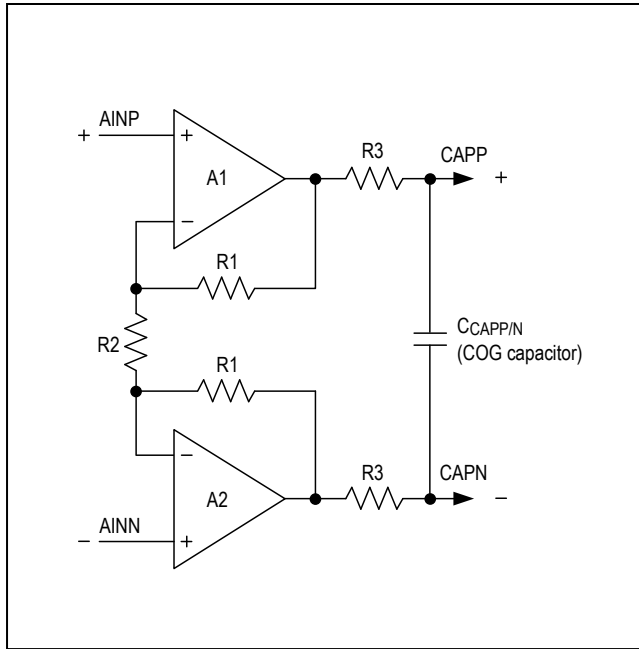 + AINP +
A1
−
R3
CAPP
+
R1
R2
CCAPP/N
(COG capacitor)
R1
−
A2
R3
CAPN
−
− AINN +